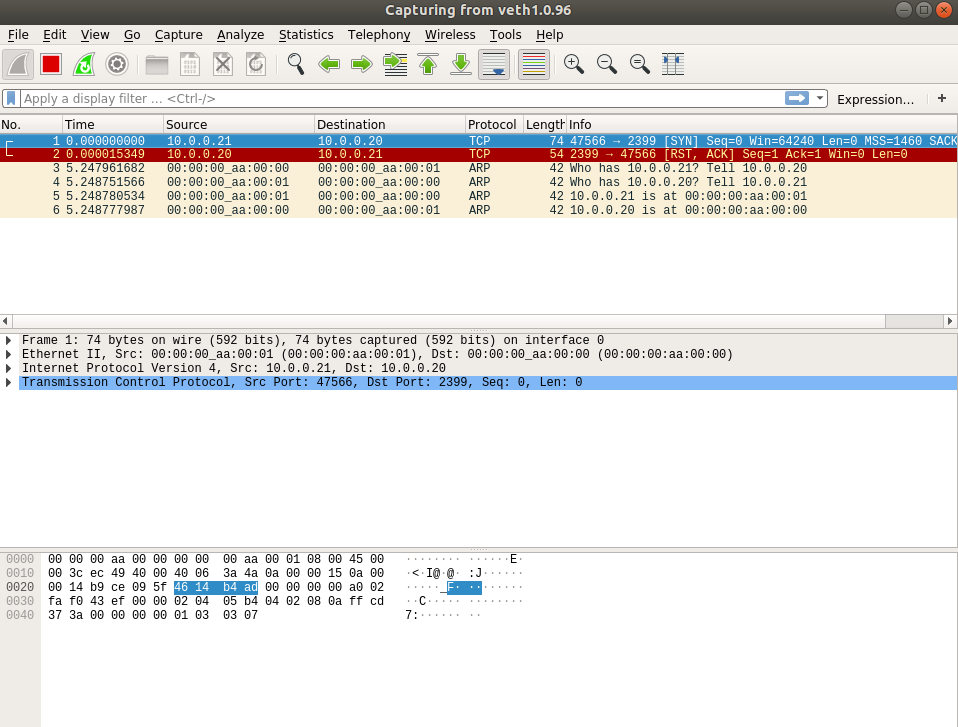 Capturing from veth1.0.96
File Edit View Go Capture Analyze Statistics Telephony Wireless Tools Help
Apply a display filter … <Ctrl-/> Expression… +
No. Time Source Destination Protocol Length Info
1 0.000000000 10.0.0.21 10.0.0.20 TCP 74 47566 → 2399 [SYN] Seq=0 Win=64240 Len=0 MSS=1460 SACK
2 0.000015349 10.0.0.20 10.0.0.21 TCP 54 2399 → 47566 [RST, ACK] Seq=1 Ack=1 Win=0 Len=0
3 5.247961682 00:00:00_aa:00:00 00:00:00_aa:00:01 ARP 42 Who has 10.0.0.21? Tell 10.0.0.20
4 5.248751566 00:00:00_aa:00:01 00:00:00_aa:00:00 ARP 42 Who has 10.0.0.20? Tell 10.0.0.21
5 5.248780534 00:00:00_aa:00:01 00:00:00_aa:00:00 ARP 42 10.0.0.21 is at 00:00:00:aa:00:01
6 5.248777987 00:00:00_aa:00:00 00:00:00_aa:00:01 ARP 42 10.0.0.20 is at 00:00:00:aa:00:00
Frame 1: 74 bytes on wire (592 bits), 74 bytes captured (592 bits) on interface 0
Ethernet II, Src: 00:00:00_aa:00:01 (00:00:00:aa:00:01), Dst: 00:00:00_aa:00:00 (00:00:00:aa:00:00)
Internet Protocol Version 4, Src: 10.0.0.21, Dst: 10.0.0.20
Transmission Control Protocol, Src Port: 47566, Dst Port: 2399, Seq: 0, Len: 0
0000 00 00 00 aa 00 00 00 00 00 aa 00 01 08 00 45 00 ········ ······E·
0010 00 3c ec 49 40 00 40 06 3a 4a 0a 00 00 15 0a 00 ·<·I@·@· :J······
0020 00 14 b9 ce 09 5f 46 14 b4 ad 00 00 00 00 a0 02 ·····_F· ········
0030 fa f0 43 ef 00 00 02 04 05 b4 04 02 08 0a ff cd ··C····· ········
0040 37 3a 00 00 00 00 01 03 03 07 7:······ ··